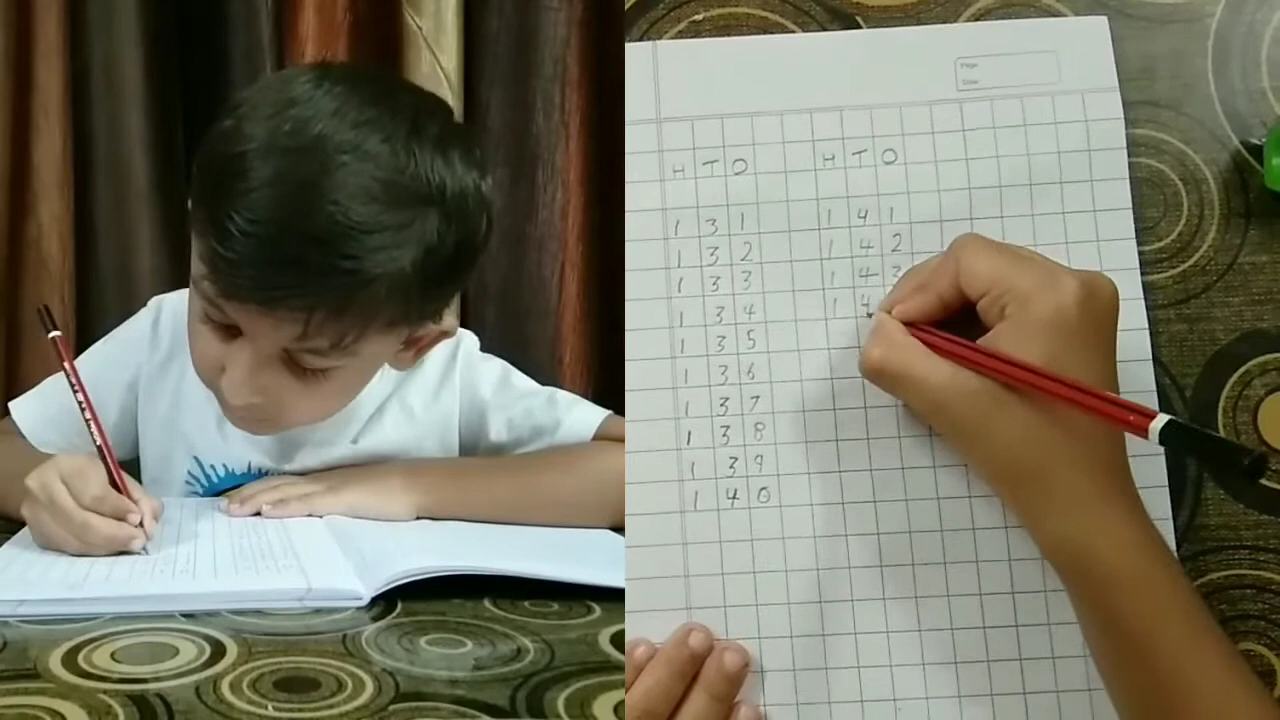 Page
Date
H T O
1 3 1
1 3 2
1 3 3
1 3 4
1 3 5
1 3 6
1 3 7
1 3 8
1 3 9
1 4 0
H T O
1 4 1
1 4 2
1 4 3
1 4